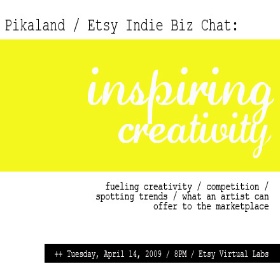 Pikaland / Etsy Indie Biz Chat:
inspiring
creativity
fueling creativity / competition /
spotting trends / what an artist can
offer to the marketplace
++ Tuesday, April 14, 2009 / 8PM / Etsy Virtual Labs